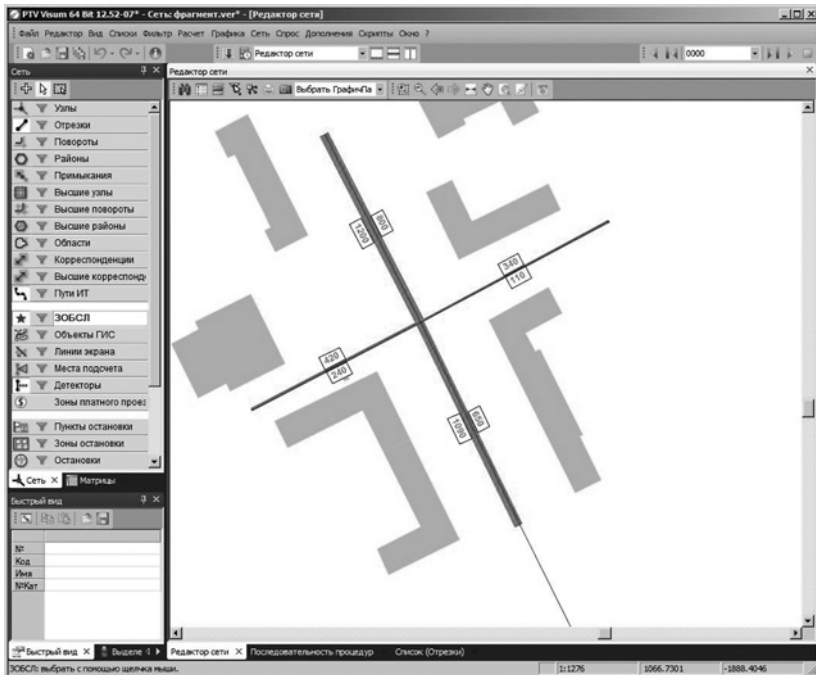 PTV Visum 64 Bit 12.52-07* - Сеть: фрагмент.ver* - [Редактор сети]
Файл Редактор Вид Списки Фильтр Расчет Графика Сеть Спрос Дополнения Скрипты Окно ?
Редактор сети 0000
Сеть
Редактор сети
Выбрать ГрафичПа
Узлы
Отрезки
Повороты
Районы
Примыкания
Высшие узлы
Высшие повороты
Высшие районы
Области
Корреспонденции
Высшие корреспонд
Пути ИТ
ЗОБСЛ
Объекты ГИС
Линии экрана
Места подсчета
Детекторы
Зоны платного проез
Пункты остановки
Зоны остановки
Остановки
Сеть Матрицы
800
1200
340
110
420
240
650
1090
Быстрый вид
№
Код
Имя
№Кат
Быстрый вид Выделе
Редактор сети Последовательность процедур Список (Отрезки)
ЗОБСЛ: выбрать с помощью щелчка мыши. 1:1276 1066.7301 -1888.4046